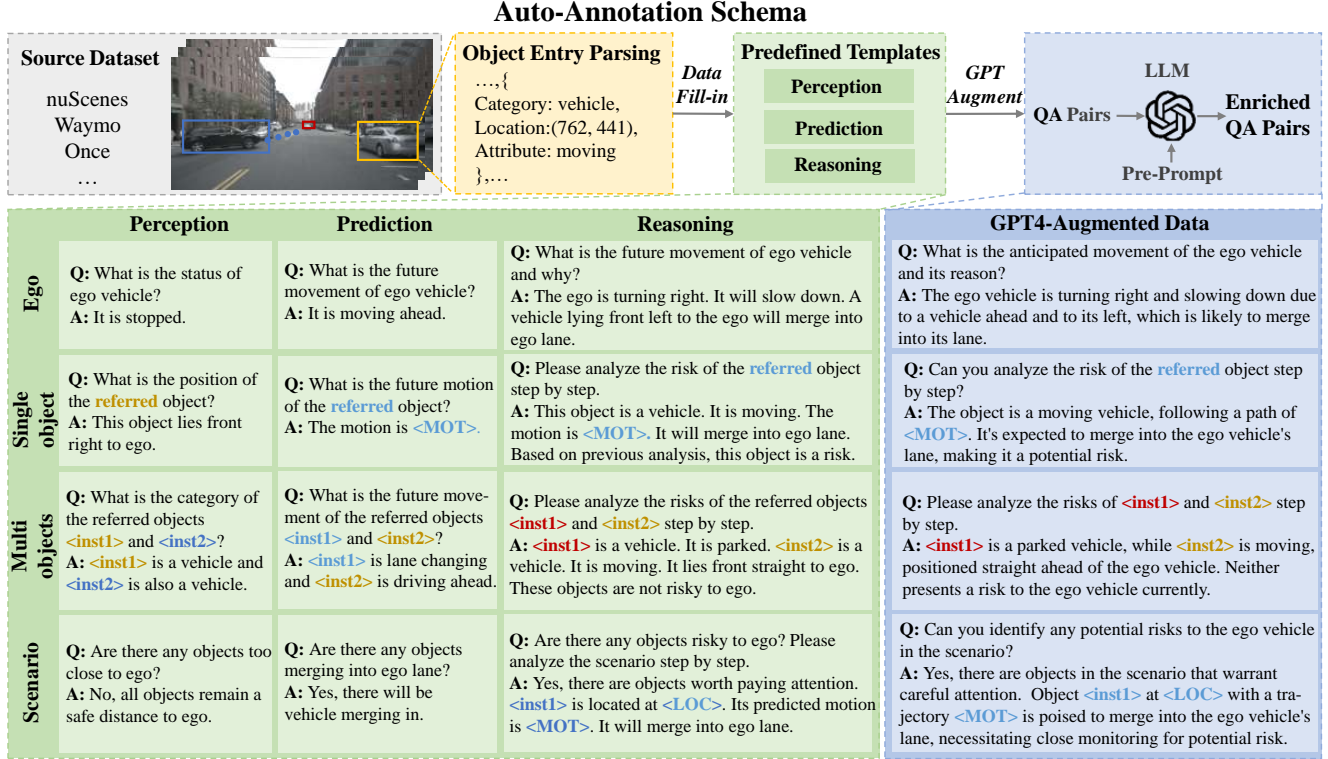 Auto-Annotation Schema
Source Dataset
nuScenes
Waymo
Once
…
Object Entry Parsing
…,{
Category: vehicle,
Location:(762, 441),
Attribute: moving
},…
Data
Fill-in
Predefined Templates
Perception
Prediction
Reasoning
GPT
Augment
LLM
QA Pairs
Enriched
QA Pairs
Pre-Prompt
Perception
Prediction
Reasoning
GPT4-Augmented Data
Ego
Q: What is the status of
ego vehicle?
A: It is stopped.
Q: What is the future
movement of ego vehicle?
A: It is moving ahead.
Q: What is the future movement of ego vehicle
and why?
A: The ego is turning right. It will slow down. A
vehicle lying front left to the ego will merge into
ego lane.
Q: What is the anticipated movement of the ego vehicle
and its reason?
A: The ego vehicle is turning right and slowing down due
to a vehicle ahead and to its left, which is likely to merge
into its lane.
Single
object
Q: What is the position of
the referred object?
A: This object lies front
right to ego.
Q: What is the future motion
of the referred object?
A: The motion is <MOT>.
Q: Please analyze the risk of the referred object
step by step.
A: This object is a vehicle. It is moving. The
motion is <MOT>. It will merge into ego lane.
Based on previous analysis, this object is a risk.
Q: Can you analyze the risk of the referred object step
by step?
A: The object is a moving vehicle, following a path of
<MOT>. It's expected to merge into the ego vehicle's
lane, making it a potential risk.
Multi
objects
Q: What is the category of
the referred objects
<inst1> and <inst2>?
A: <inst1> is a vehicle and
<inst2> is also a vehicle.
Q: What is the future move-
ment of the referred objects
<inst1> and <inst2>?
A: <inst1> is lane changing
and <inst2> is driving ahead.
Q: Please analyze the risks of the referred objects
<inst1> and <inst2> step by step.
A: <inst1> is a vehicle. It is parked. <inst2> is a
vehicle. It is moving. It lies front straight to ego.
These objects are not risky to ego.
Q: Please analyze the risks of <inst1> and <inst2> step
by step.
A: <inst1> is a parked vehicle, while <inst2> is moving,
positioned straight ahead of the ego vehicle. Neither
presents a risk to the ego vehicle currently.
Scenario
Q: Are there any objects too
close to ego?
A: No, all objects remain a
safe distance to ego.
Q: Are there any objects
merging into ego lane?
A: Yes, there will be
vehicle merging in.
Q: Are there any objects risky to ego? Please
analyze the scenario step by step.
A: Yes, there are objects worth paying attention.
<inst1> is located at <LOC>. Its predicted motion
is <MOT>. It will merge into ego lane.
Q: Can you identify any potential risks to the ego vehicle
in the scenario?
A: Yes, there are objects in the scenario that warrant
careful attention. Object <inst1> at <LOC> with a tra-
jectory <MOT> is poised to merge into the ego vehicle's
lane, necessitating close monitoring for potential risk.